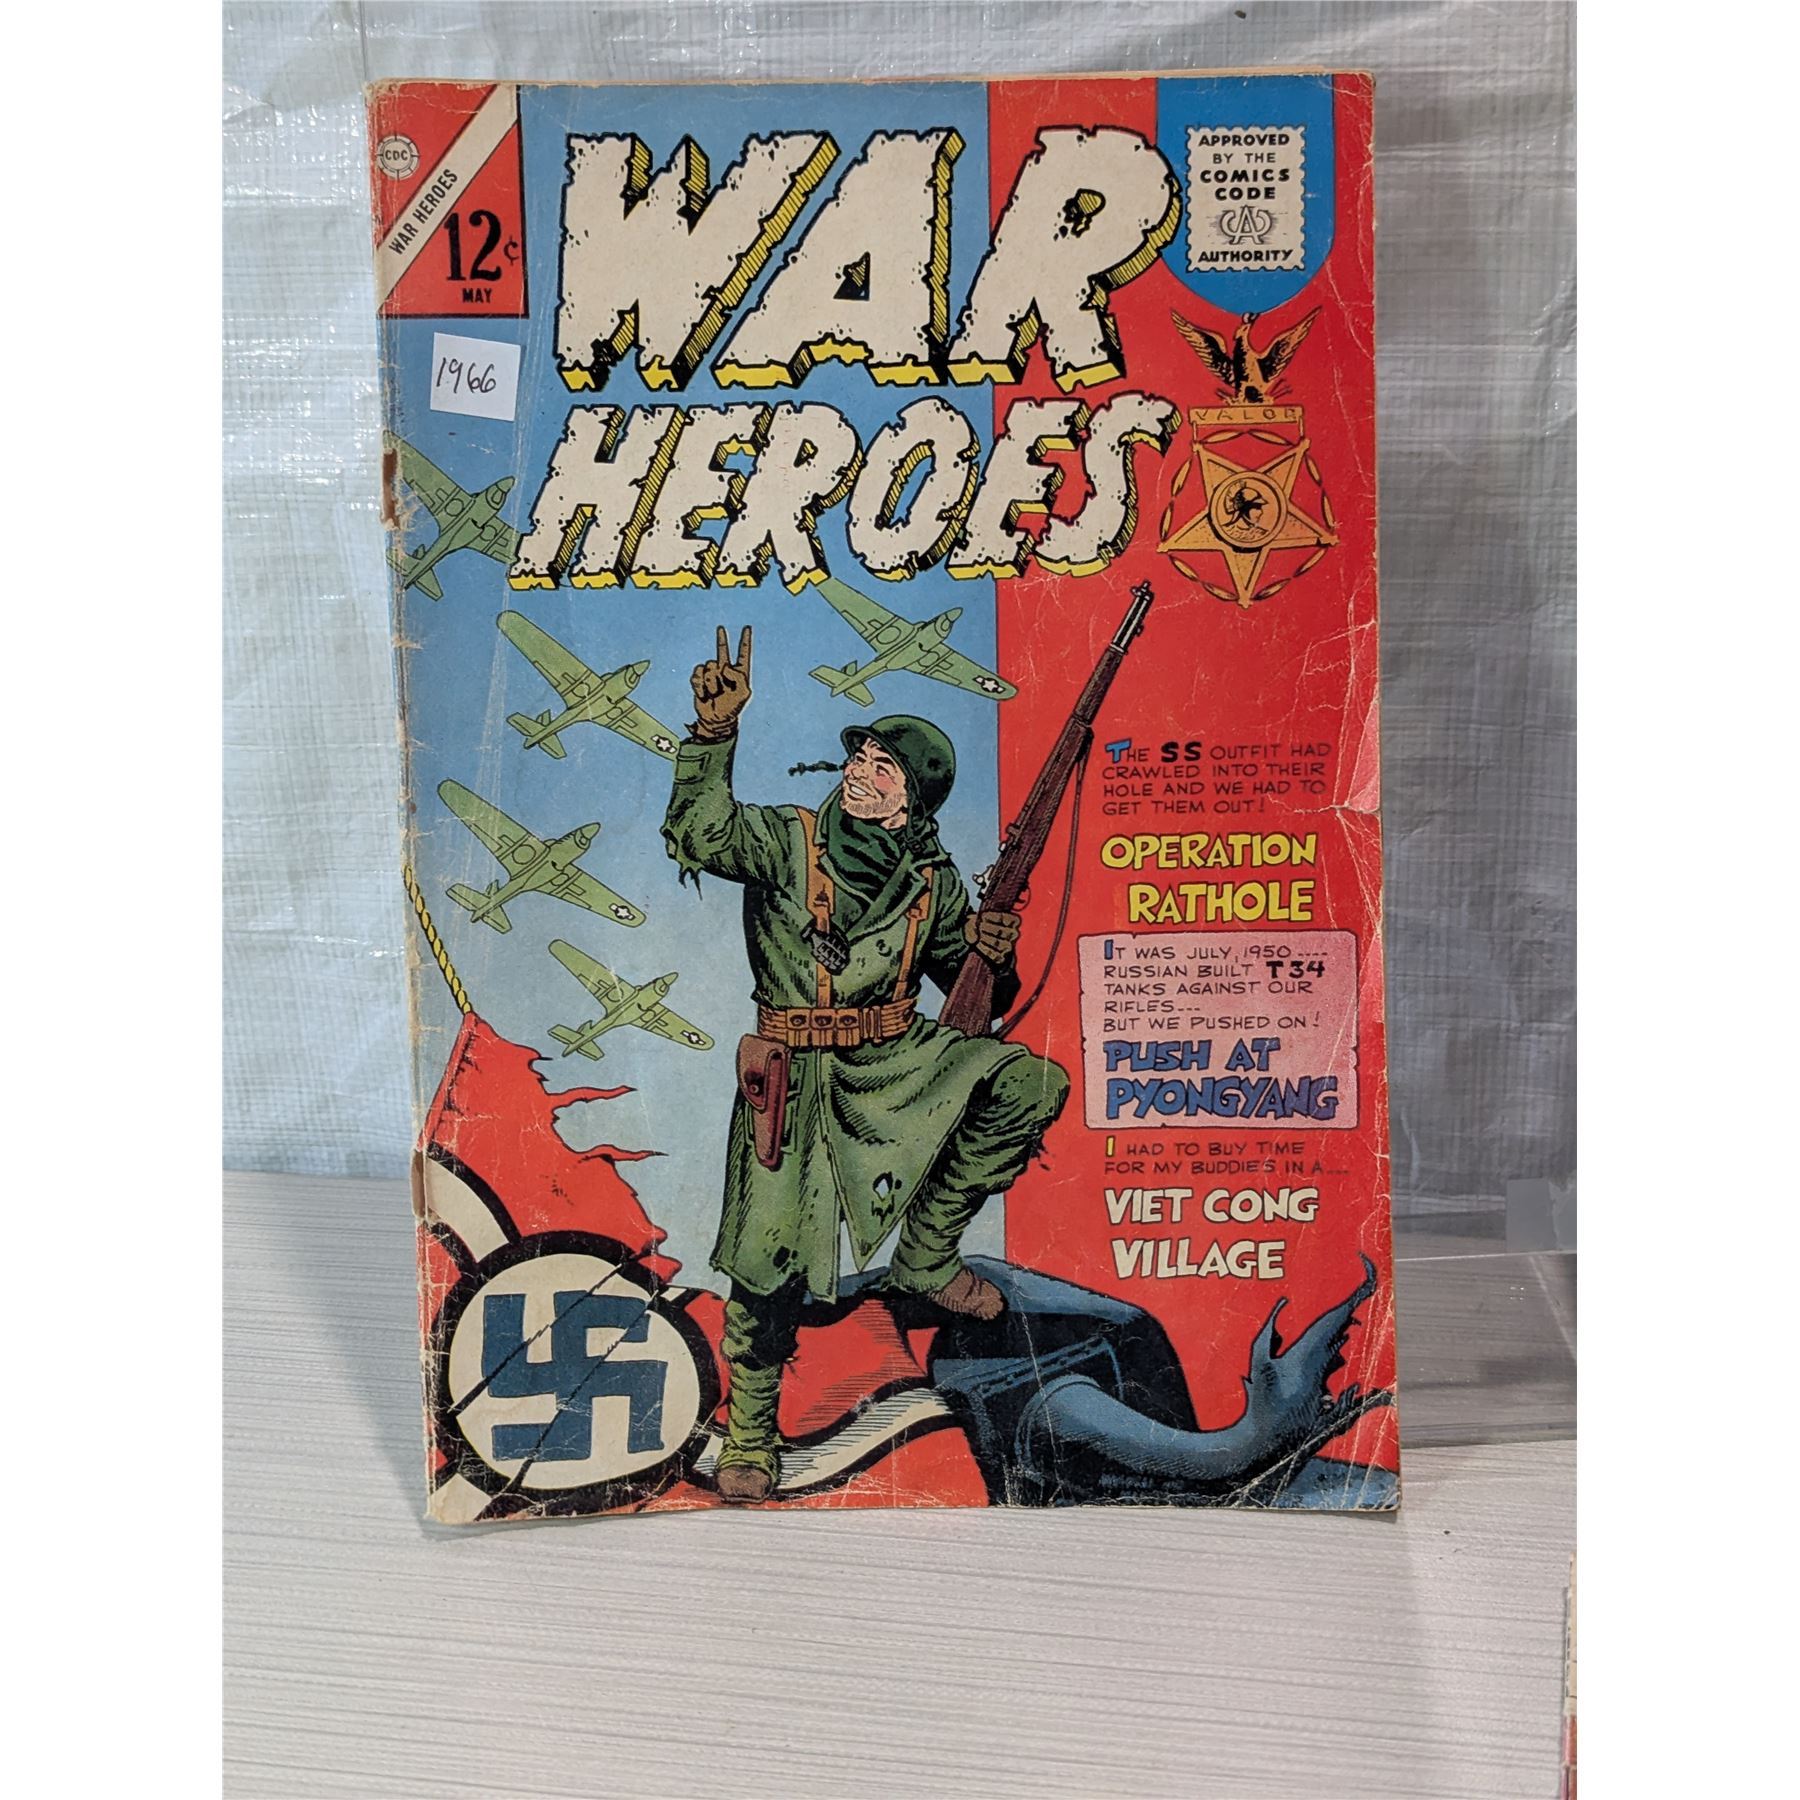 CDC
WAR HEROES
12¢
MAY
1966
WAR
HEROES
APPROVED
BY THE
COMICS
CODE
CA
AUTHORITY
VALOR
THE SS OUTFIT HAD
CRAWLED INTO THEIR
HOLE AND WE HAD TO
GET THEM OUT!
OPERATION
RATHOLE
IT WAS JULY, 1950 ----
RUSSIAN BUILT T34
TANKS AGAINST OUR
RIFLES---
BUT WE PUSHED ON!
PUSH AT
PYONGYANG
I HAD TO BUY TIME
FOR MY BUDDIES IN A---
VIET CONG
VILLAGE